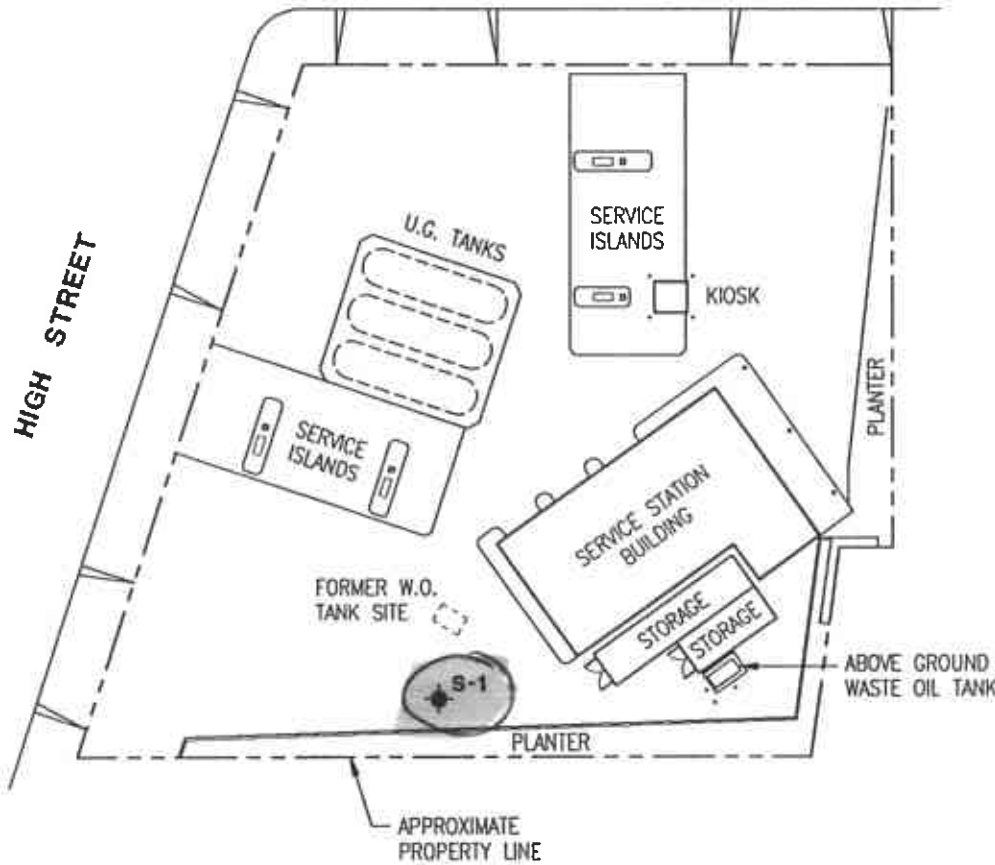 U.G. TANKS
SERVICE
ISLANDS
KIOSK
HIGH STREET
PLANTER
SERVICE
ISLANDS
SERVICE STATION
BUILDING
FORMER W.O.
TANK SITE
STORAGE
STORAGE
S-1
ABOVE GROUND
WASTE OIL TANK
PLANTER
APPROXIMATE
PROPERTY LINE